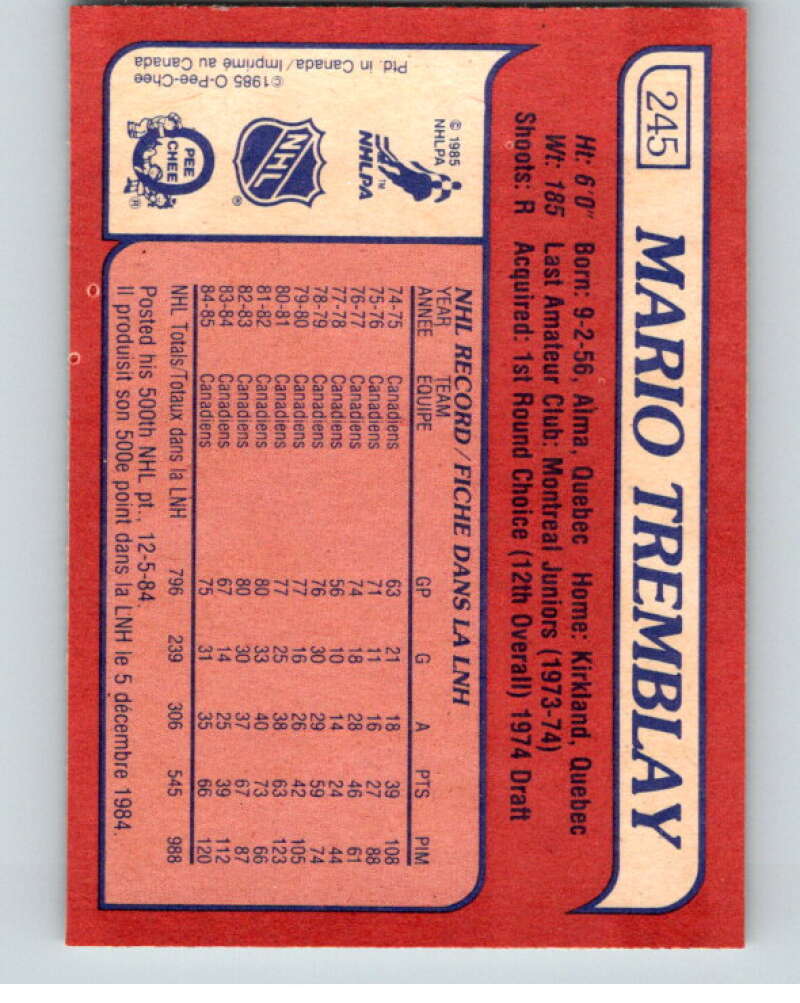 245
MARIO TREMBLAY
Ht: 6'0" Born: 9-2-56, Alma, Quebec Home: Kirkland, Quebec
Wt: 185 Last Amateur Club: Montreal Juniors (1973-74)
Shoots: R Acquired: 1st Round Choice (12th Overall) 1974 Draft
© 1985
NHLPA
NHLPA
TM
NHL
®
O
PEE
CHEE
®
©1985 O-Pee-Chee
Ptd. in Canada/Imprimé au Canada
NHL RECORD/FICHE DANS LA LNH
YEAR TEAM
ANNÉE ÉQUIPE GP G A PTS PIM
74-75 Canadiens 63 21 18 39 108
75-76 Canadiens 71 11 16 27 88
76-77 Canadiens 74 18 28 46 61
77-78 Canadiens 56 10 14 24 44
78-79 Canadiens 76 30 29 59 74
79-80 Canadiens 77 16 26 42 105
80-81 Canadiens 77 25 38 63 123
81-82 Canadiens 80 33 40 73 66
82-83 Canadiens 80 30 37 67 87
83-84 Canadiens 67 14 25 39 112
84-85 Canadiens 75 31 35 66 120
NHL Totals/Totaux dans la LNH 796 239 306 545 988
Posted his 500th NHL pt., 12-5-84.
Il produisit son 500e point dans la LNH le 5 décembre 1984.